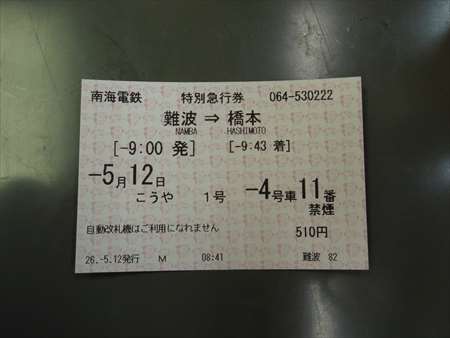 南海電鉄 特別急行券 064-530222
難波 ⇒ 橋本
NAMBA HASHIMOTO
[-9:00 発] [-9:43 着]
-5月12日 -4号車11番
こうや 1号 禁煙
自動改札機はご利用になれません 510円
26.-5.12発行 M 08:41 難波 82